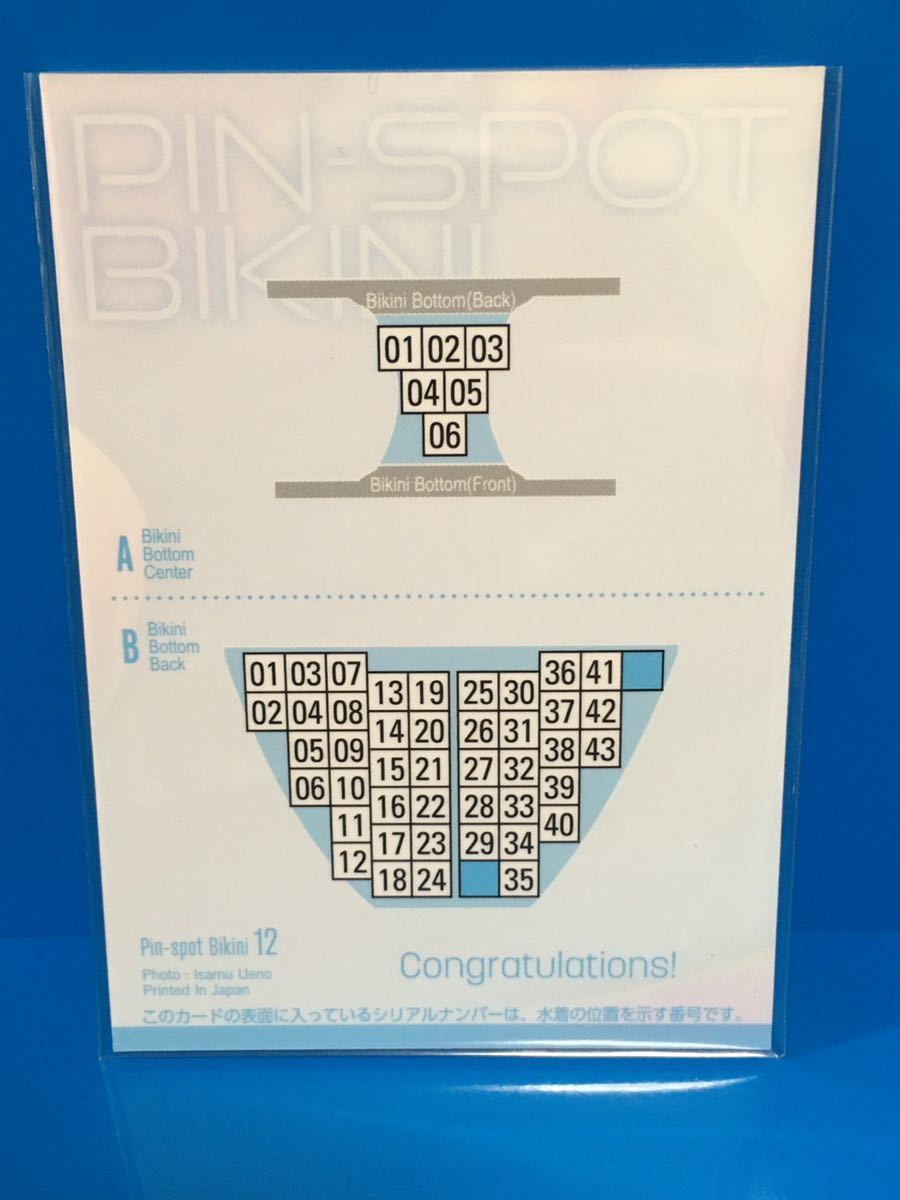 PIN-SPOT
BIKINI
Bikini Bottom(Back)
01 02 03
04 05
06
Bikini Bottom(Front)
A Bikini
Bottom
Center
B Bikini
Bottom
Back
01 03 07 13 19 25 30 36 41
02 04 08 14 20 26 31 37 42
05 09 15 21 27 32 38 43
06 10 16 22 28 33 39
11 17 23 29 34 40
12 18 24 35
Pin-spot Bikini 12
Congratulations!
Photo : Isamu Ueno
Printed In Japan
このカードの表面に入っているシリアルナンバーは、水着の位置を示す番号です。